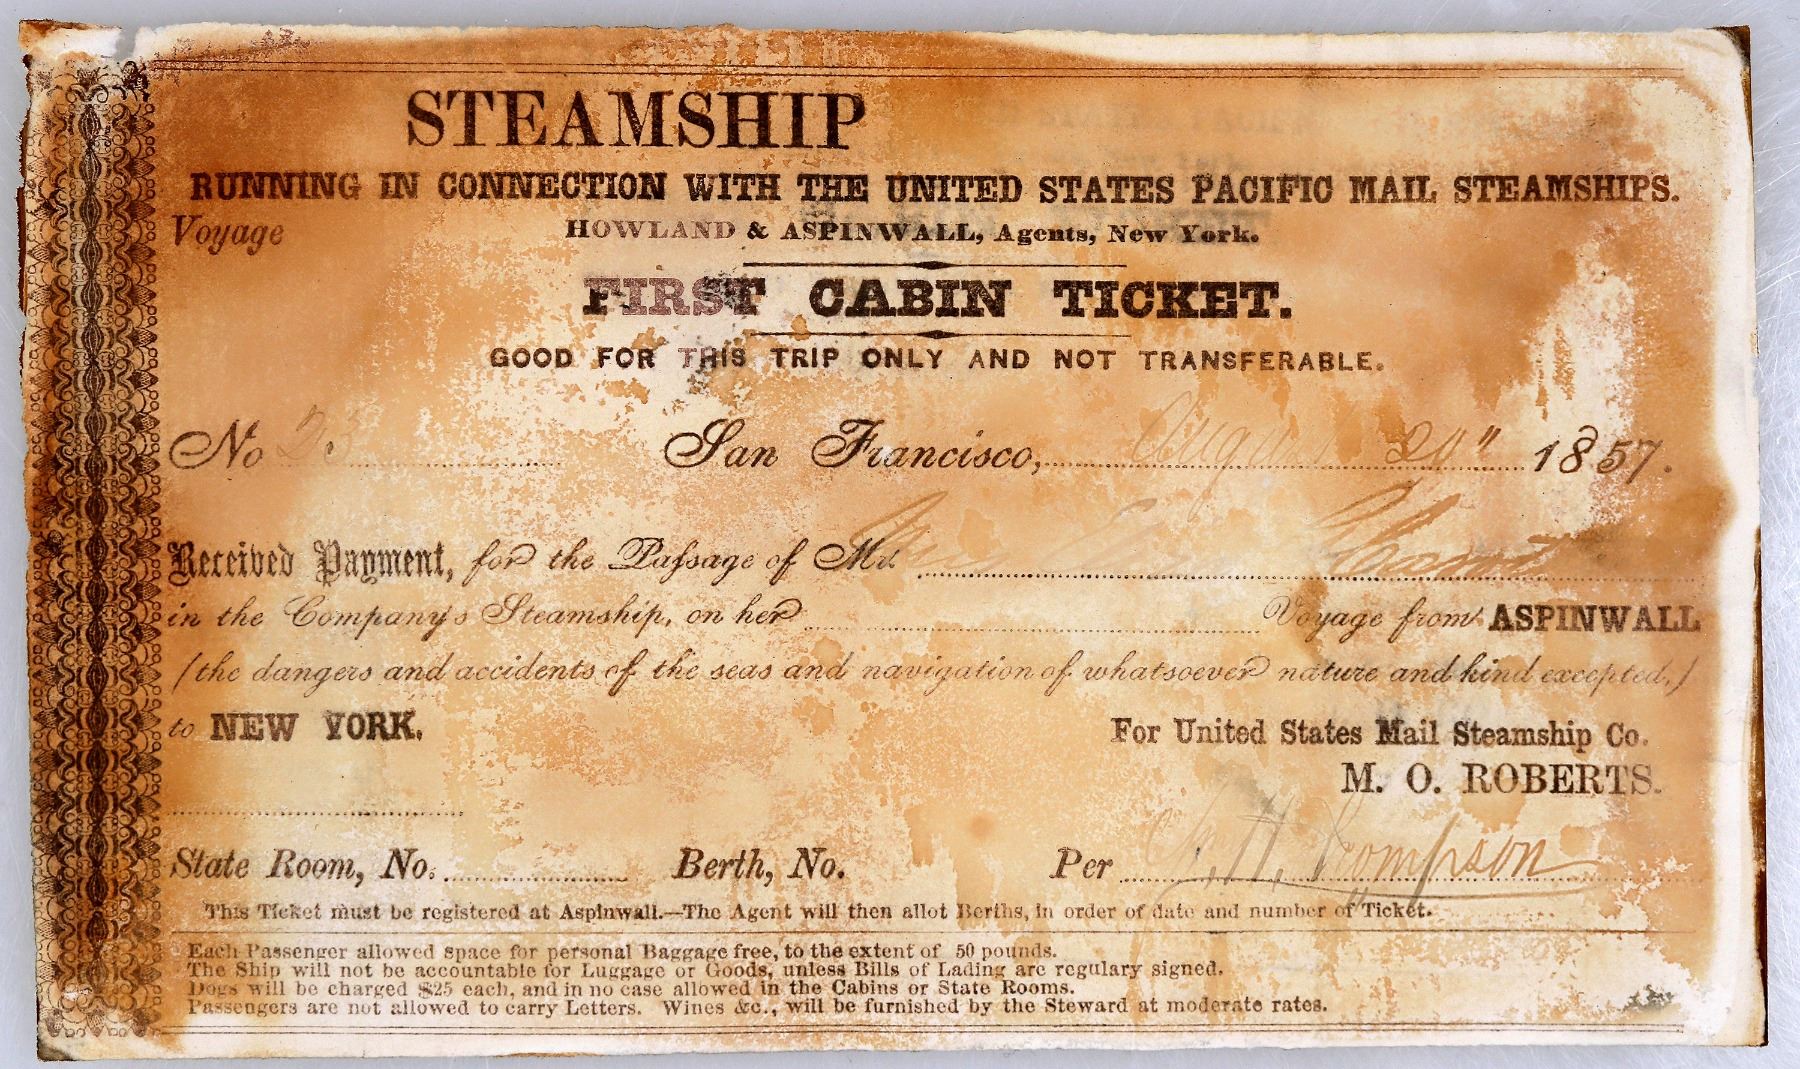 STEAMSHIP
RUNNING IN CONNECTION WITH THE UNITED STATES PACIFIC MAIL STEAMSHIPS.
Voyage HOWLAND & ASPINWALL, Agents, New York.
FIRST CABIN TICKET.
GOOD FOR THIS TRIP ONLY AND NOT TRANSFERABLE.
No 23 San Francisco, August 20" 1857.
Received Payment, for the Passage of Mr.
in the Company's Steamship, on her Voyage from ASPINWALL
(the dangers and accidents of the seas and navigation of whatsoever nature and kind excepted,)
to NEW YORK.
For United States Mail Steamship Co.
M. O. ROBERTS.
State Room, No. Berth, No. Per Thompson
This Ticket must be registered at Aspinwall.—The Agent will then allot Berths, in order of date and number of Ticket.
Each Passenger allowed space for personal Baggage free, to the extent of 50 pounds.
The Ship will not be accountable for Luggage or Goods, unless Bills of Lading are regulary signed.
Dogs will be charged $25 each, and in no case allowed in the Cabins or State Rooms.
Passengers are not allowed to carry Letters. Wines &c., will be furnished by the Steward at moderate rates.